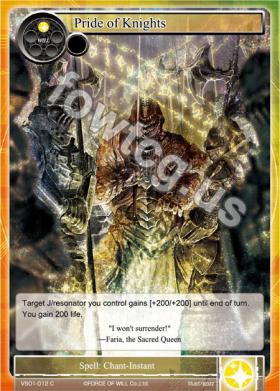 Pride of Knights
WILL
fowtcg.us
Target J/resonator you control gains [+200/+200] until end of turn.
You gain 200 life.
"I won't surrender!"
—Faria, the Sacred Queen
Spell: Chant-Instant
VS01-012 C
©FORCE OF WILL Co.,Ltd.